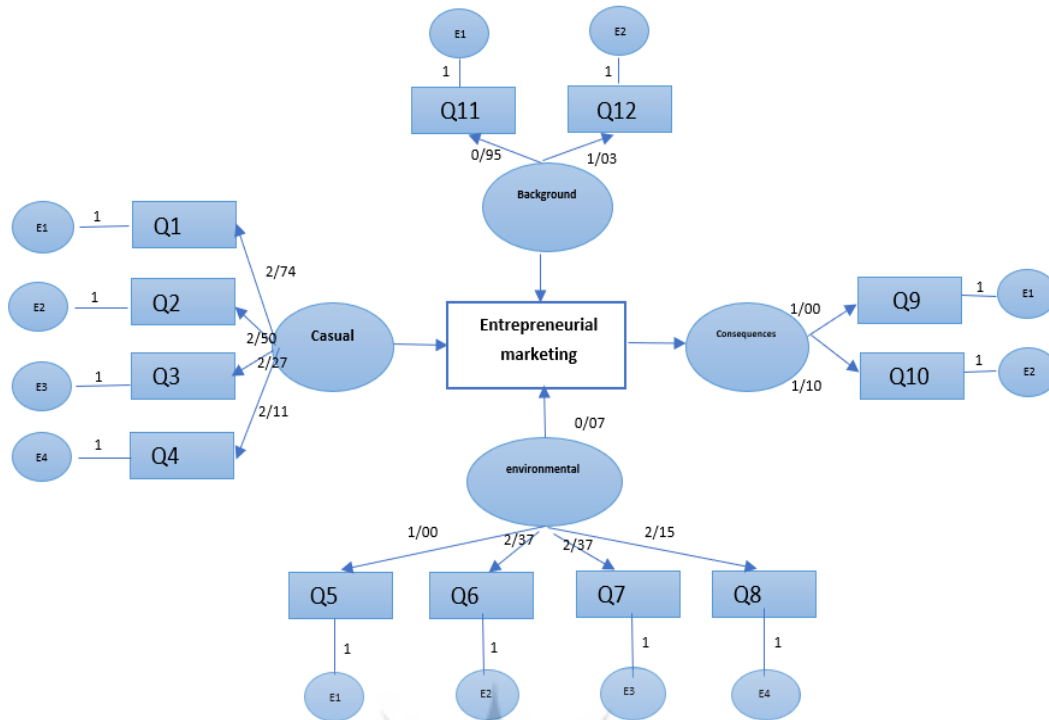 E1
E2
1
1
Q11
Q12
0/95
1/03
Background
E1
1
Q1
2/74
E2
1
Q2
2/50
E3
1
Q3
2/27
E4
1
Q4
2/11
Casual
Entrepreneurial
marketing
Consequences
1/00
Q9
1
E1
1/10
Q10
1
E2
0/07
environmental
1/00
2/37
2/37
2/15
Q5
Q6
Q7
Q8
1
1
1
1
E1
E2
E3
E4